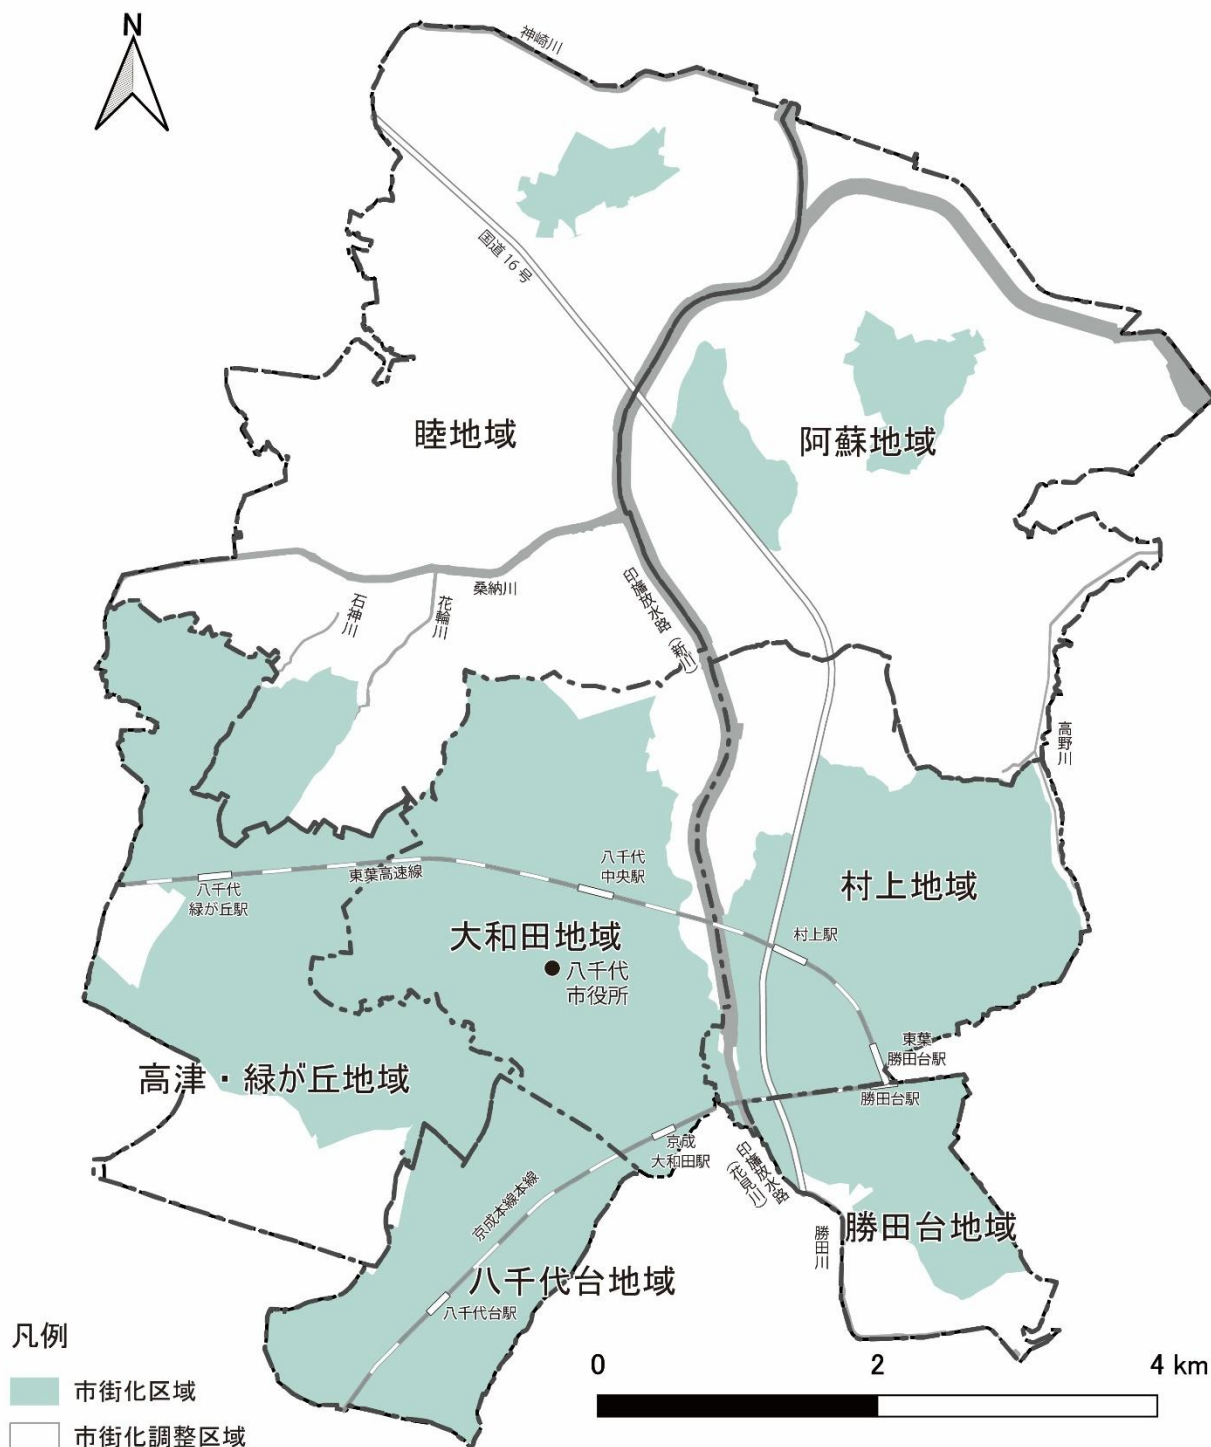 N
神崎川
国道16号
睦地域
阿蘇地域
桑納川
石神川
花輪川
印旛放水路(新川)
高野川
八千代
中央駅
東葉高速線
八千代
緑が丘駅
村上地域
大和田地域
村上駅
八千代
市役所
東葉
勝田台駅
高津・緑が丘地域
勝田台駅
京成
大和田駅
印旛放水路
(花見川)
京成本線本線
勝田台地域
勝田川
八千代台地域
八千代台駅
凡例
市街化区域
市街化調整区域
0 2 4 km